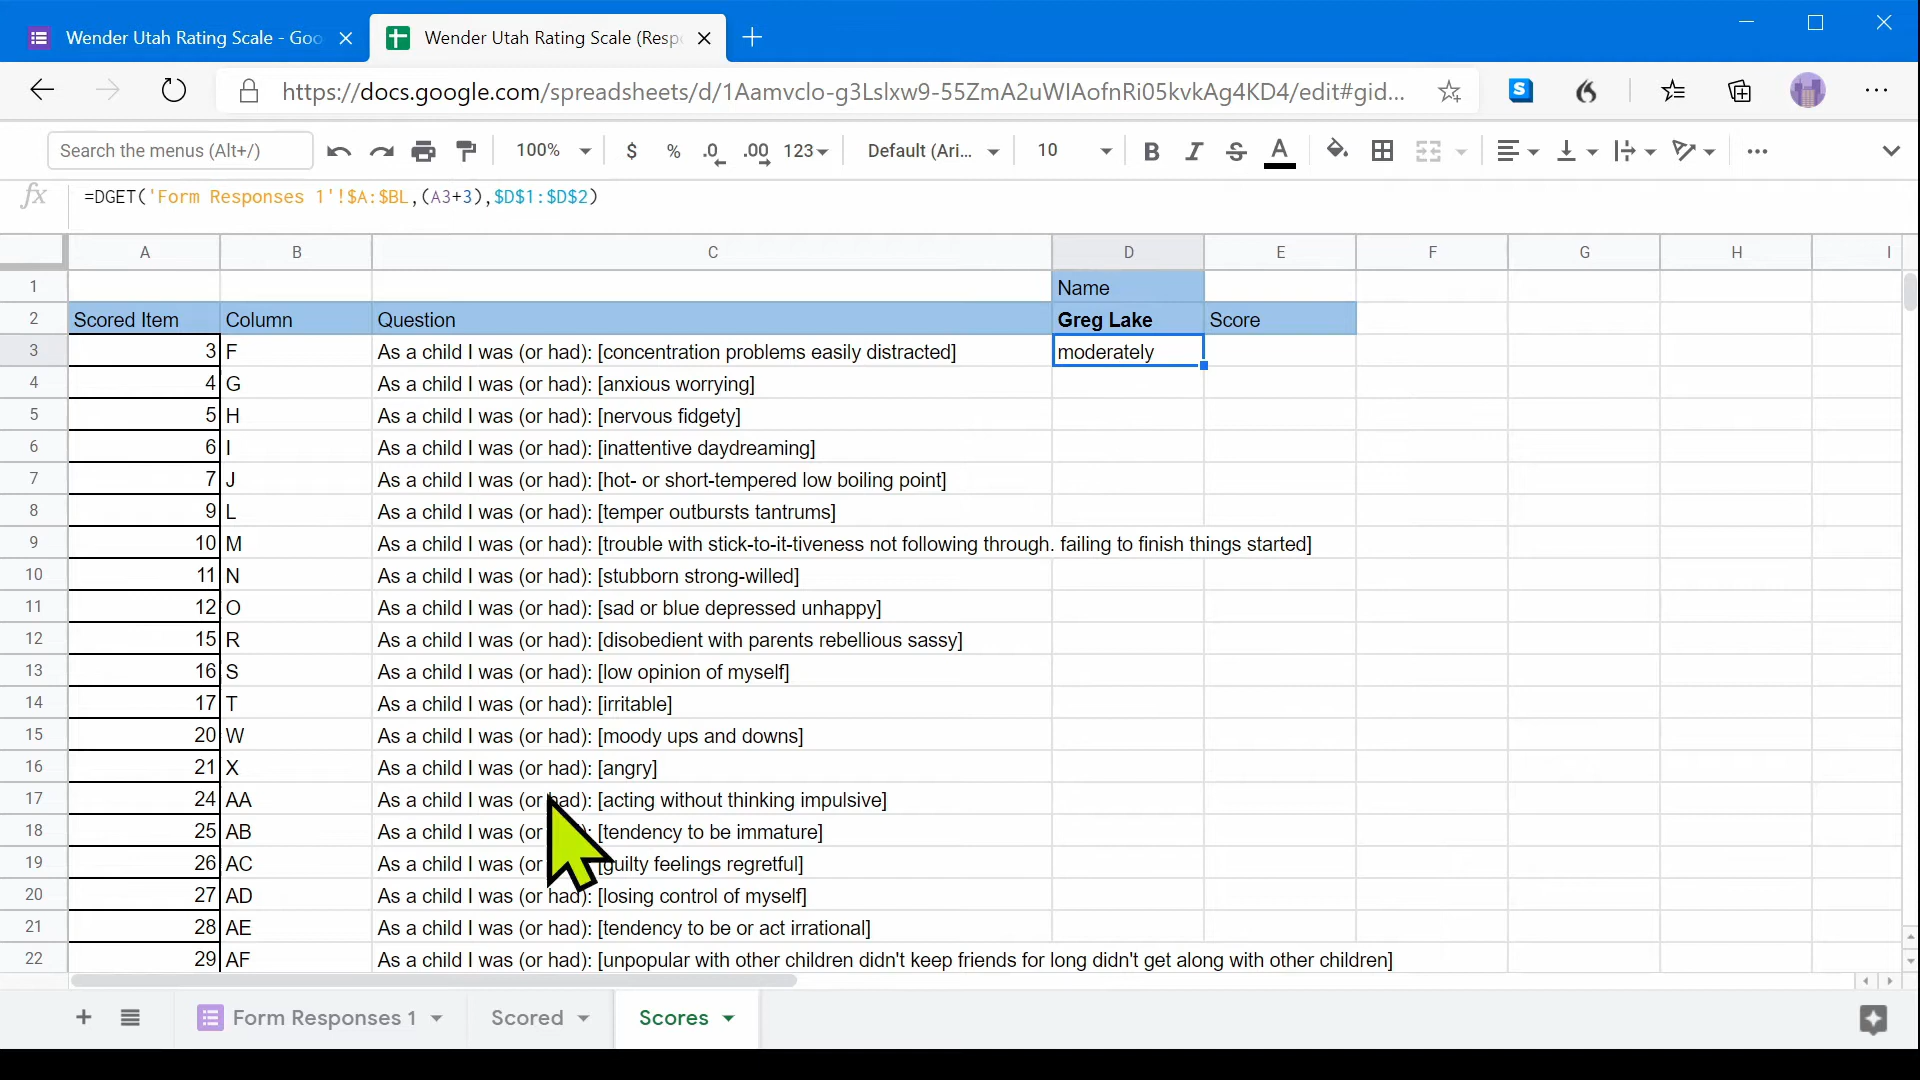 Wender Utah Rating Scale - Goo
Wender Utah Rating Scale (Resp
https://docs.google.com/spreadsheets/d/1Aamvclo-g3Lslxw9-55ZmA2uWIAofnRi05kvkAg4KD4/edit#gid...
Search the menus (Alt+/)
100%
$
%
.0
.00
123
Default (Ari...
10
B
I
S
A
fx
=DGET('Form Responses 1'!$A:$BL,(A3+3),$D$1:$D$2)
A B C D E F G H I
1 Name
2 Scored Item Column Question Greg Lake Score
3 3 F As a child I was (or had): [concentration problems easily distracted] moderately
4 4 G As a child I was (or had): [anxious worrying]
5 5 H As a child I was (or had): [nervous fidgety]
6 6 I As a child I was (or had): [inattentive daydreaming]
7 7 J As a child I was (or had): [hot- or short-tempered low boiling point]
8 9 L As a child I was (or had): [temper outbursts tantrums]
9 10 M As a child I was (or had): [trouble with stick-to-it-tiveness not following through. failing to finish things started]
10 11 N As a child I was (or had): [stubborn strong-willed]
11 12 O As a child I was (or had): [sad or blue depressed unhappy]
12 15 R As a child I was (or had): [disobedient with parents rebellious sassy]
13 16 S As a child I was (or had): [low opinion of myself]
14 17 T As a child I was (or had): [irritable]
15 20 W As a child I was (or had): [moody ups and downs]
16 21 X As a child I was (or had): [angry]
17 24 AA As a child I was (or had): [acting without thinking impulsive]
18 25 AB As a child I was (or had): [tendency to be immature]
19 26 AC As a child I was (or had): [guilty feelings regretful]
20 27 AD As a child I was (or had): [losing control of myself]
21 28 AE As a child I was (or had): [tendency to be or act irrational]
22 29 AF As a child I was (or had): [unpopular with other children didn't keep friends for long didn't get along with other children]
Form Responses 1
Scored
Scores